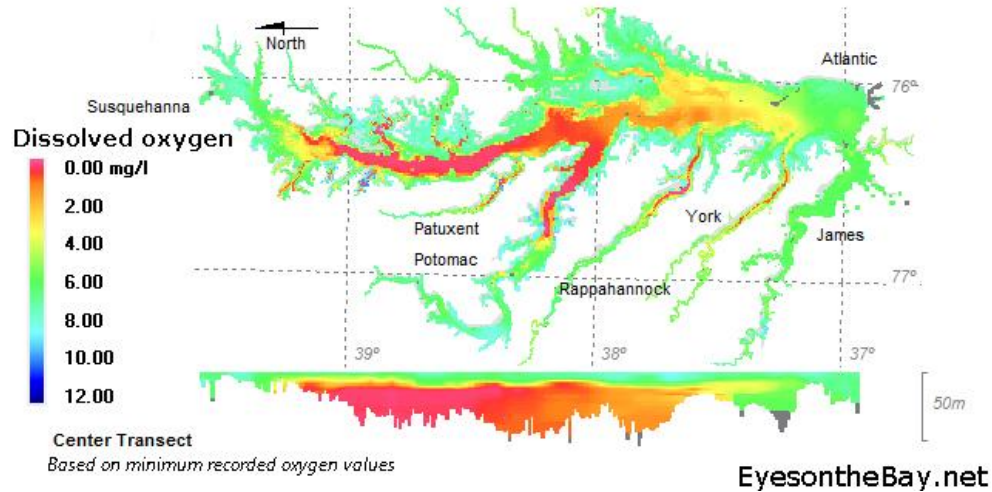 North
Atlantic
76°
Susquehanna
Dissolved oxygen
0.00 mg/l
2.00
4.00
6.00
8.00
10.00
12.00
Patuxent
Potomac
York
James
Rappahannock
77°
39°
38°
37°
50m
Center Transect
Based on minimum recorded oxygen values
EyesontheBay.net